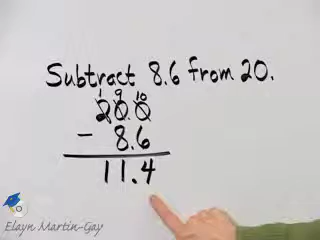 Subtract 8.6 from 20.
1 9 10
20.0
- 8.6
11.4
Elayn Martin-Gay